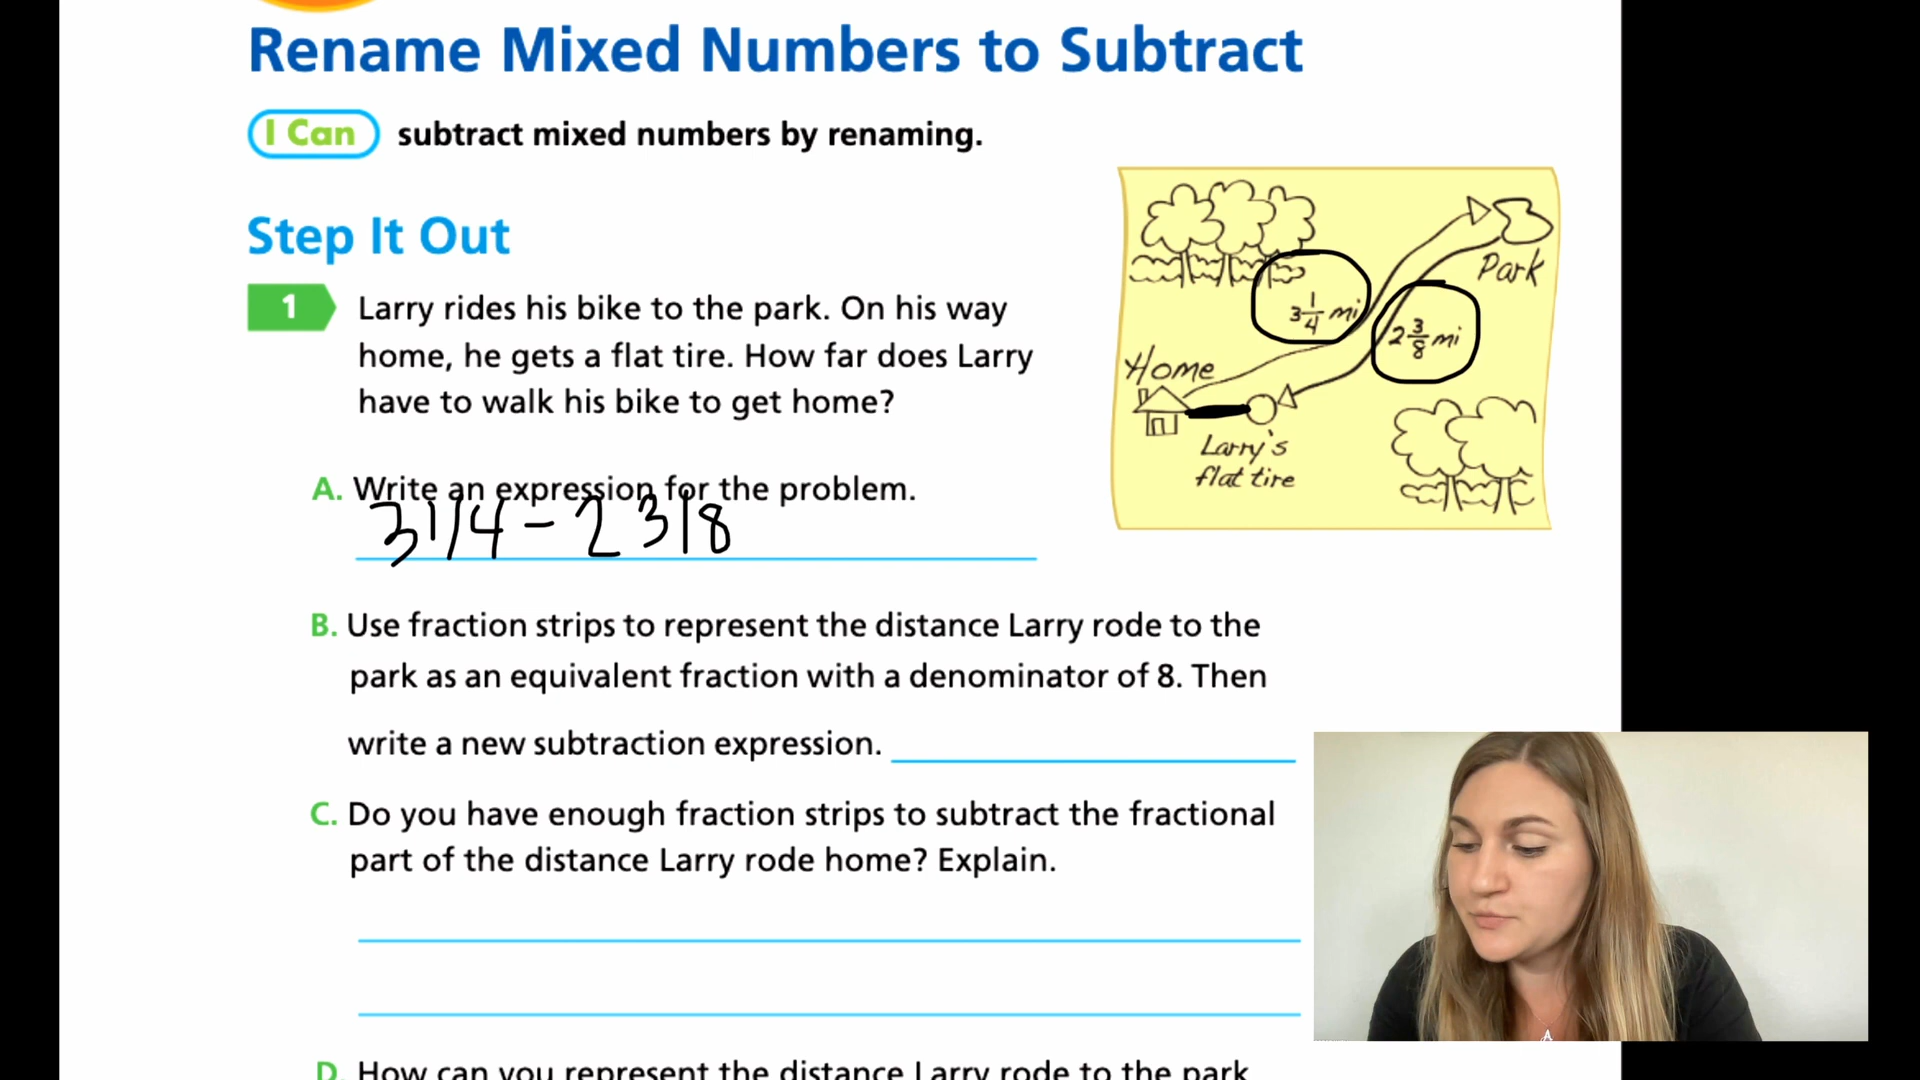 Rename Mixed Numbers to Subtract
I Can subtract mixed numbers by renaming.
Step It Out
1 Larry rides his bike to the park. On his way
home, he gets a flat tire. How far does Larry
have to walk his bike to get home?
Park
3 1/4 mi
2 3/8 mi
Home
Larry's
flat tire
A. Write an expression for the problem.
3 1/4 - 2 3/8
B. Use fraction strips to represent the distance Larry rode to the
park as an equivalent fraction with a denominator of 8. Then
write a new subtraction expression.
C. Do you have enough fraction strips to subtract the fractional
part of the distance Larry rode home? Explain.
D. How can you represent the distance Larry rode to the park